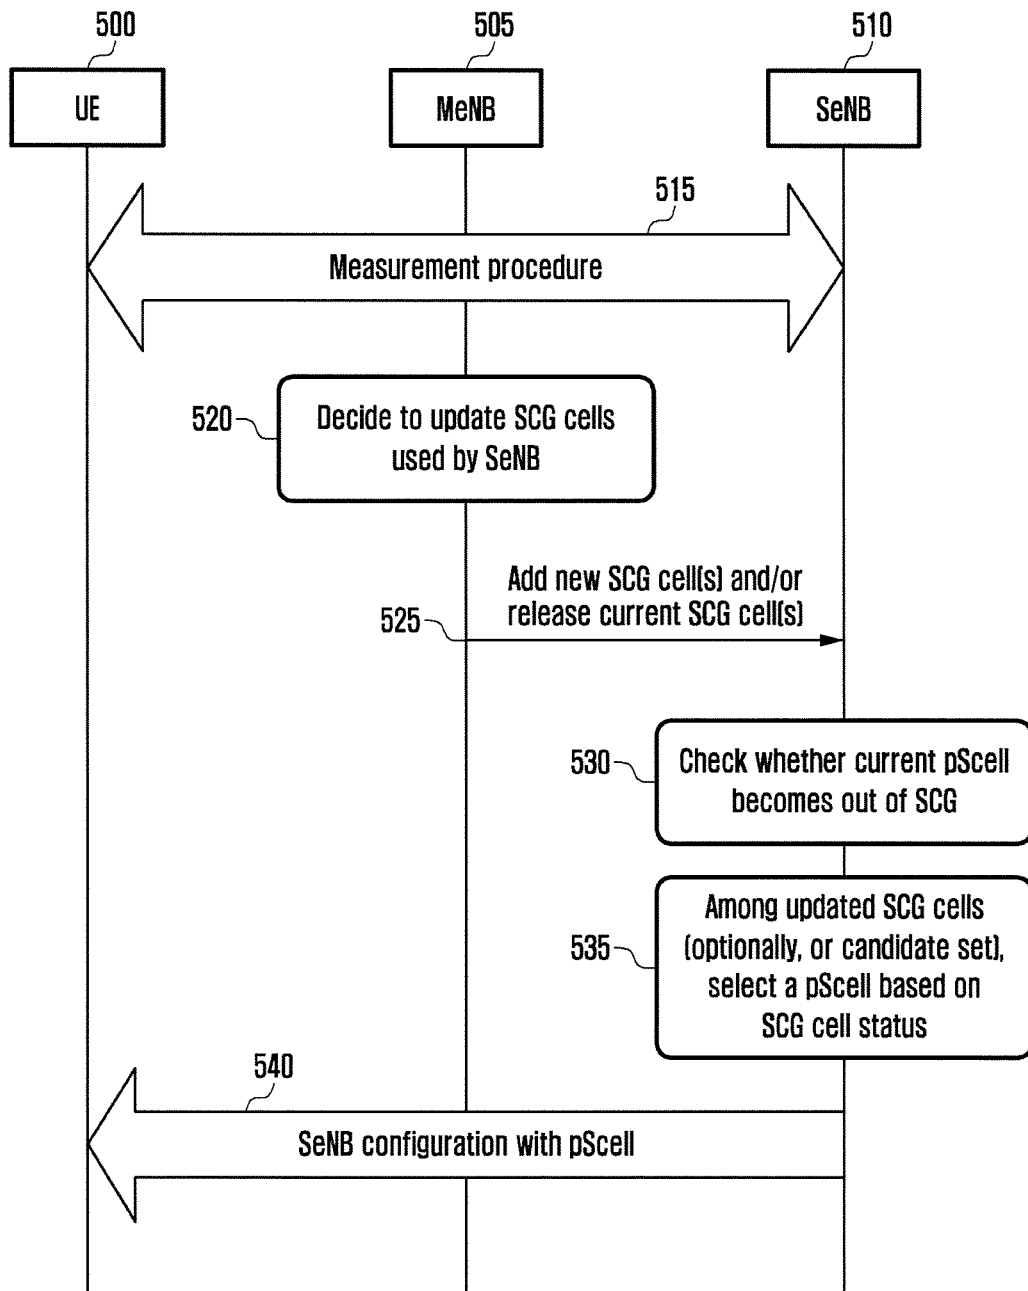 500
505
510
UE
MeNB
SeNB
515
Measurement procedure
520
Decide to update SCG cells
used by SeNB
Add new SCG cell(s) and/or
release current SCG cell(s)
525
530
Check whether current pScell
becomes out of SCG
535
Among updated SCG cells
(optionally, or candidate set),
select a pScell based on
SCG cell status
540
SeNB configuration with pScell